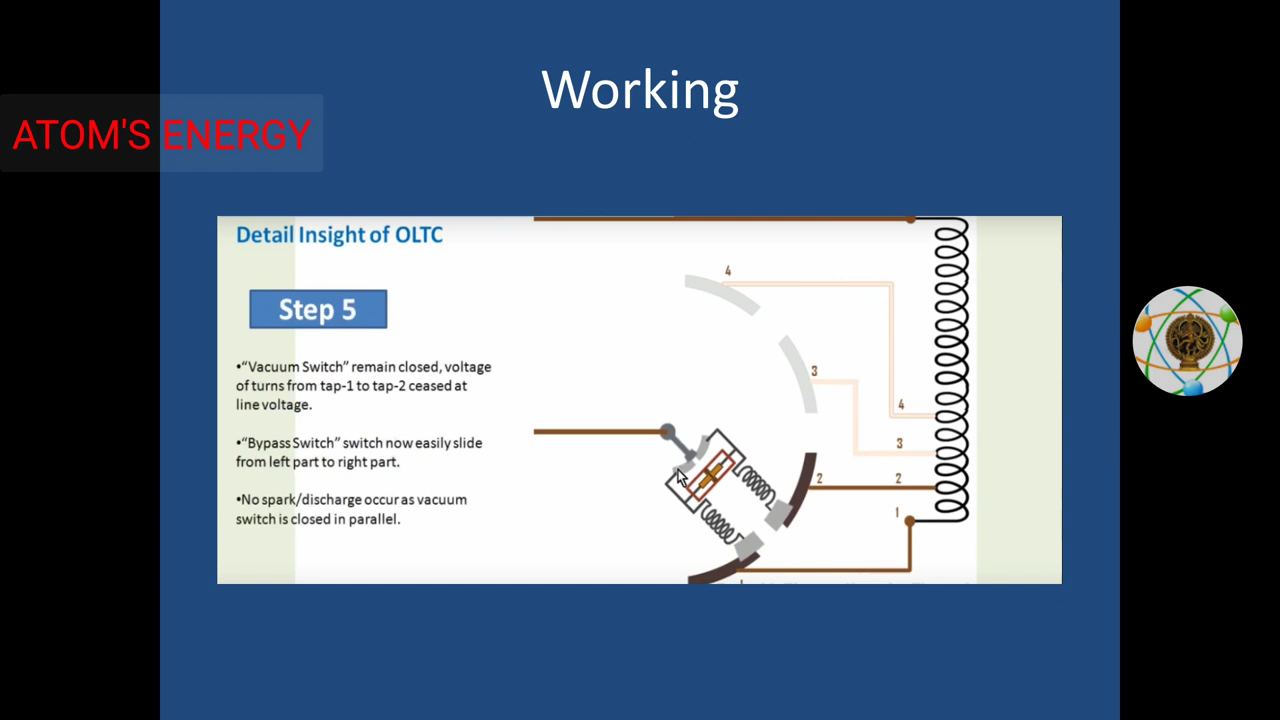 Working
ATOM'S ENERGY
Detail Insight of OLTC
Step 5
•“Vacuum Switch” remain closed, voltage
of turns from tap-1 to tap-2 ceased at
line voltage.
•“Bypass Switch” switch now easily slide
from left part to right part.
•No spark/discharge occur as vacuum
switch is closed in parallel.
4
3
2
4
3
2
1